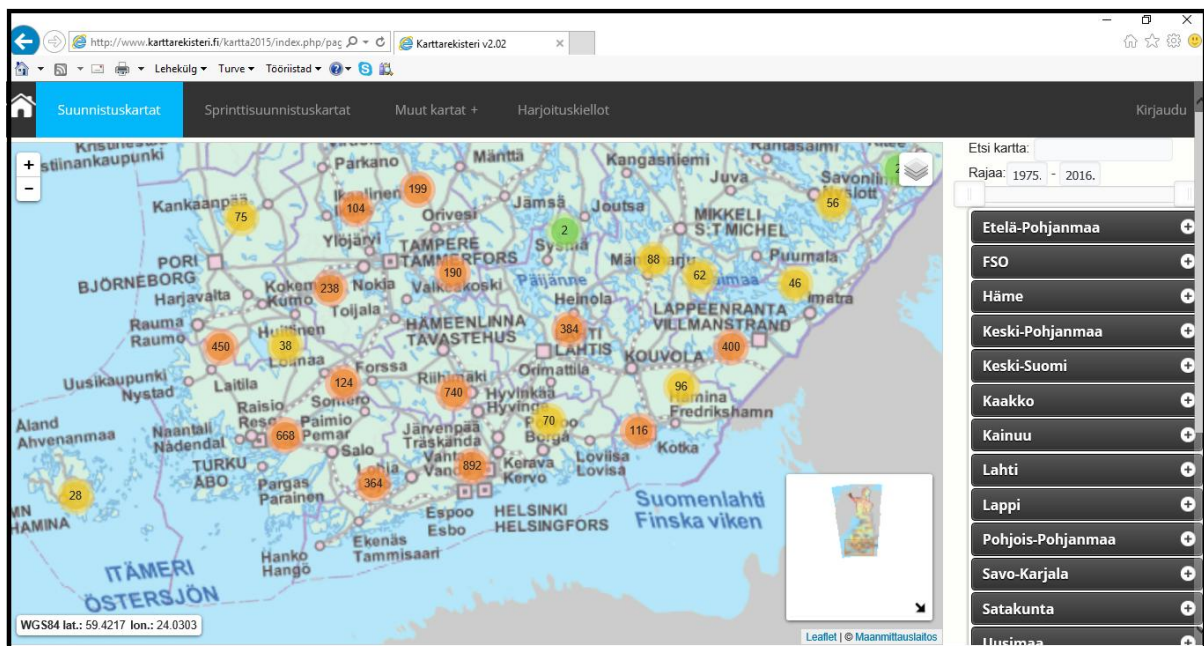 http://www.karttarekisteri.fi/kartta2015/index.php/pag
Karttarekisteri v2.02
Lehekülg Turve Tööriistad
Suunnistuskartat Sprinttisuunnistuskartat Muut kartat + Harjoituskiellot Kirjaudu
+
−
Etsi kartta:
Rajaa: 1975. - 2016.
Etelä-Pohjanmaa
FSO
Häme
Keski-Pohjanmaa
Keski-Suomi
Kaakko
Kainuu
Lahti
Lappi
Pohjois-Pohjanmaa
Savo-Karjala
Satakunta
Uusimaa
stiinankaupunki
Parkano
Mänttä
Kangasniemi
Juva
Kankaanpää
75
104
199
Orivesi
Jämsä
Joutsa
56
2
MIKKELI
S:T MICHEL
Ylöjärvi
TAMPERE
TAMMERFORS
PORI
BJÖRNEBORG
190
88
62
Puumala
46
Harjavalta
Kumo
238
Nokia
Valkeakoski
Päijänne
Heinola
Toijala
LAPPEENRANTA
VILLMANSTRAND
Rauma
Raumo
450
38
HÄMEENLINNA
TAVASTEHUS
384
LAHTIS
KOUVOLA
400
Uusikaupunki
Nystad
Laitila
Forssa
124
Riihimäki
Orimattila
740
Hyvinkää
Hyvinge
96
Hamina
Fredrikshamn
Raisio
Somero
Paimio
Pemar
Åland
Ahvenanmaa
Naantali
Nådendal
668
Salo
Järvenpää
Träskända
70
Borgå
116
Kotka
TURKU
ÅBO
Pargas
Parainen
364
892
Kerava
Kervo
Loviisa
Lovisa
28
Espoo
Esbo
HELSINKI
HELSINGFORS
Suomenlahti
Finska viken
Ekenäs
Tammisaari
Hanko
Hangö
ITÄMERI
ÖSTERSJÖN
WGS84 lat.: 59.4217 lon.: 24.0303
Leaflet | © Maanmittauslaitos